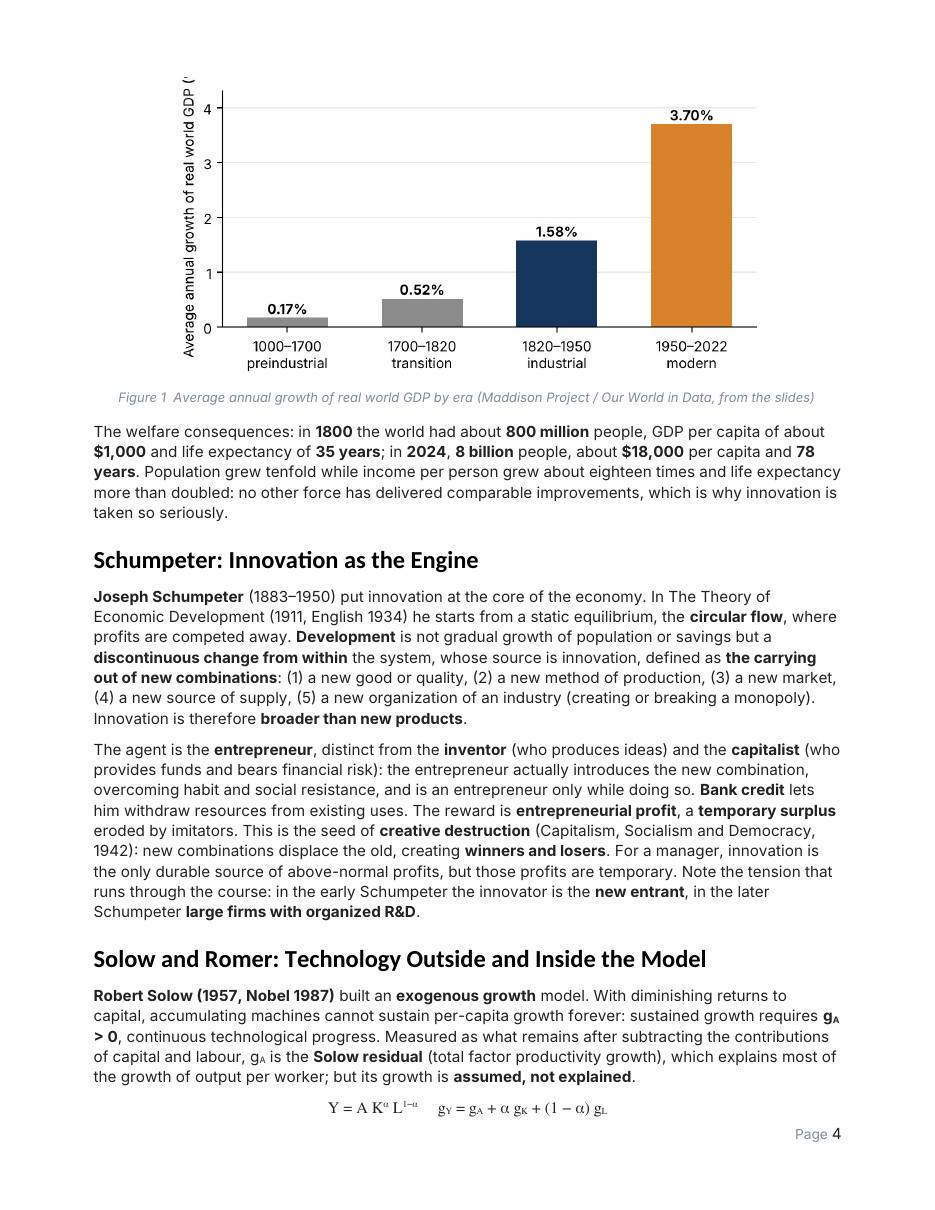 Average annual growth of real world GDP (
4
3
2
1
0
0.17%
0.52%
1.58%
3.70%
1000–1700
preindustrial
1700–1820
transition
1820–1950
industrial
1950–2022
modern
Figure 1 Average annual growth of real world GDP by era (Maddison Project / Our World in Data, from the slides)
The welfare consequences: in 1800 the world had about 800 million people, GDP per capita of about
$1,000 and life expectancy of 35 years; in 2024, 8 billion people, about $18,000 per capita and 78
years. Population grew tenfold while income per person grew about eighteen times and life expectancy
more than doubled: no other force has delivered comparable improvements, which is why innovation is
taken so seriously.
Schumpeter: Innovation as the Engine
Joseph Schumpeter (1883–1950) put innovation at the core of the economy. In The Theory of
Economic Development (1911, English 1934) he starts from a static equilibrium, the circular flow, where
profits are competed away. Development is not gradual growth of population or savings but a
discontinuous change from within the system, whose source is innovation, defined as the carrying
out of new combinations: (1) a new good or quality, (2) a new method of production, (3) a new market,
(4) a new source of supply, (5) a new organization of an industry (creating or breaking a monopoly).
Innovation is therefore broader than new products.
The agent is the entrepreneur, distinct from the inventor (who produces ideas) and the capitalist (who
provides funds and bears financial risk): the entrepreneur actually introduces the new combination,
overcoming habit and social resistance, and is an entrepreneur only while doing so. Bank credit lets
him withdraw resources from existing uses. The reward is entrepreneurial profit, a temporary surplus
eroded by imitators. This is the seed of creative destruction (Capitalism, Socialism and Democracy,
1942): new combinations displace the old, creating winners and losers. For a manager, innovation is
the only durable source of above-normal profits, but those profits are temporary. Note the tension that
runs through the course: in the early Schumpeter the innovator is the new entrant, in the later
Schumpeter large firms with organized R&D.
Solow and Romer: Technology Outside and Inside the Model
Robert Solow (1957, Nobel 1987) built an exogenous growth model. With diminishing returns to
capital, accumulating machines cannot sustain per-capita growth forever: sustained growth requires gA
> 0, continuous technological progress. Measured as what remains after subtracting the contributions
of capital and labour, gA is the Solow residual (total factor productivity growth), which explains most of
the growth of output per worker; but its growth is assumed, not explained.
Y = A Kᵅ L¹⁻ᵅ gY = gA + α gK + (1 − α) gL
Page 4